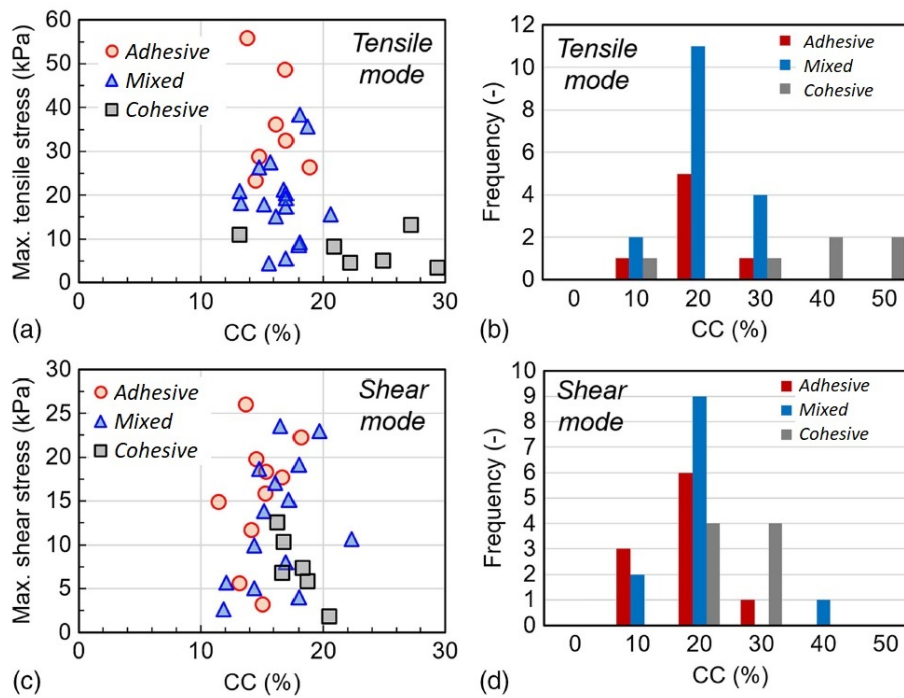 Max. tensile stress (kPa)
60
50
40
30
20
10
0
Adhesive
Mixed
Cohesive
Tensile
mode
0 10 20 30
CC (%)
(a)
Frequency (-)
12
10
8
6
4
2
0
Tensile
mode
Adhesive
Mixed
Cohesive
0 10 20 30 40 50
CC (%)
(b)
Max. shear stress (kPa)
30
25
20
15
10
5
0
Adhesive
Mixed
Cohesive
Shear
mode
0 10 20 30
CC (%)
(c)
Frequency (-)
10
9
8
7
6
5
4
3
2
1
0
Shear
mode
Adhesive
Mixed
Cohesive
0 10 20 30 40 50
CC (%)
(d)